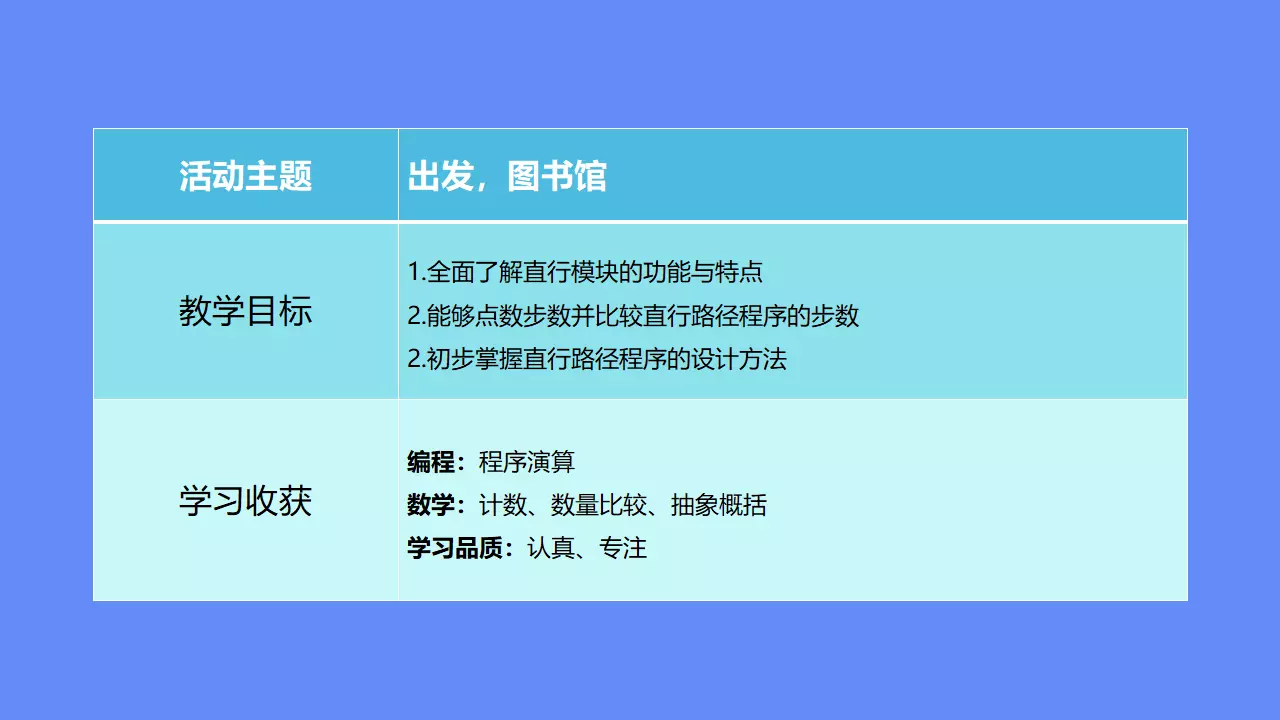 活动主题
出发，图书馆
教学目标
1.全面了解直行模块的功能与特点
2.能够点数步数并比较直行路径程序的步数
2.初步掌握直行路径程序的设计方法
学习收获
编程：程序演算
数学：计数、数量比较、抽象概括
学习品质：认真、专注